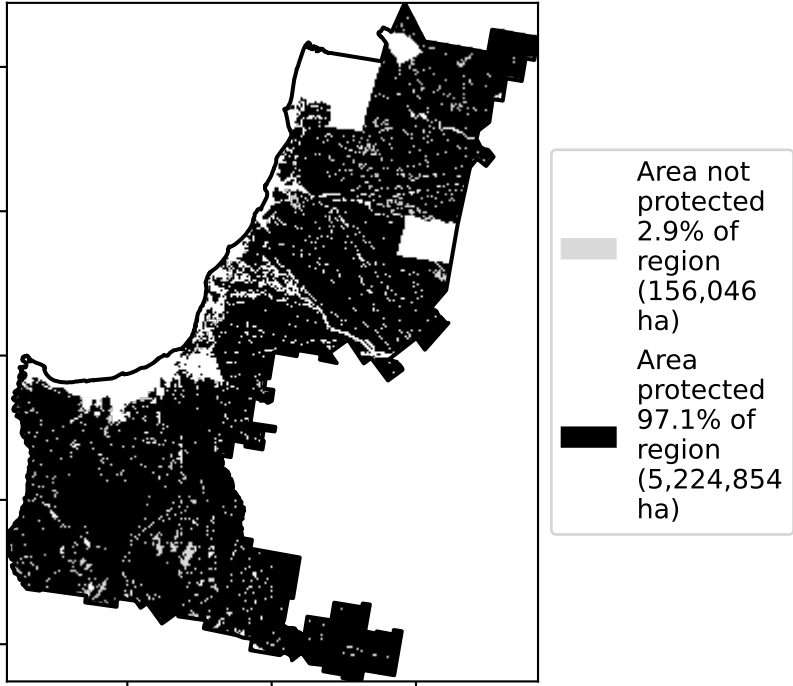 Area not
protected
2.9% of
region
(156,046
ha)
Area
protected
97.1% of
region
(5,224,854
ha)